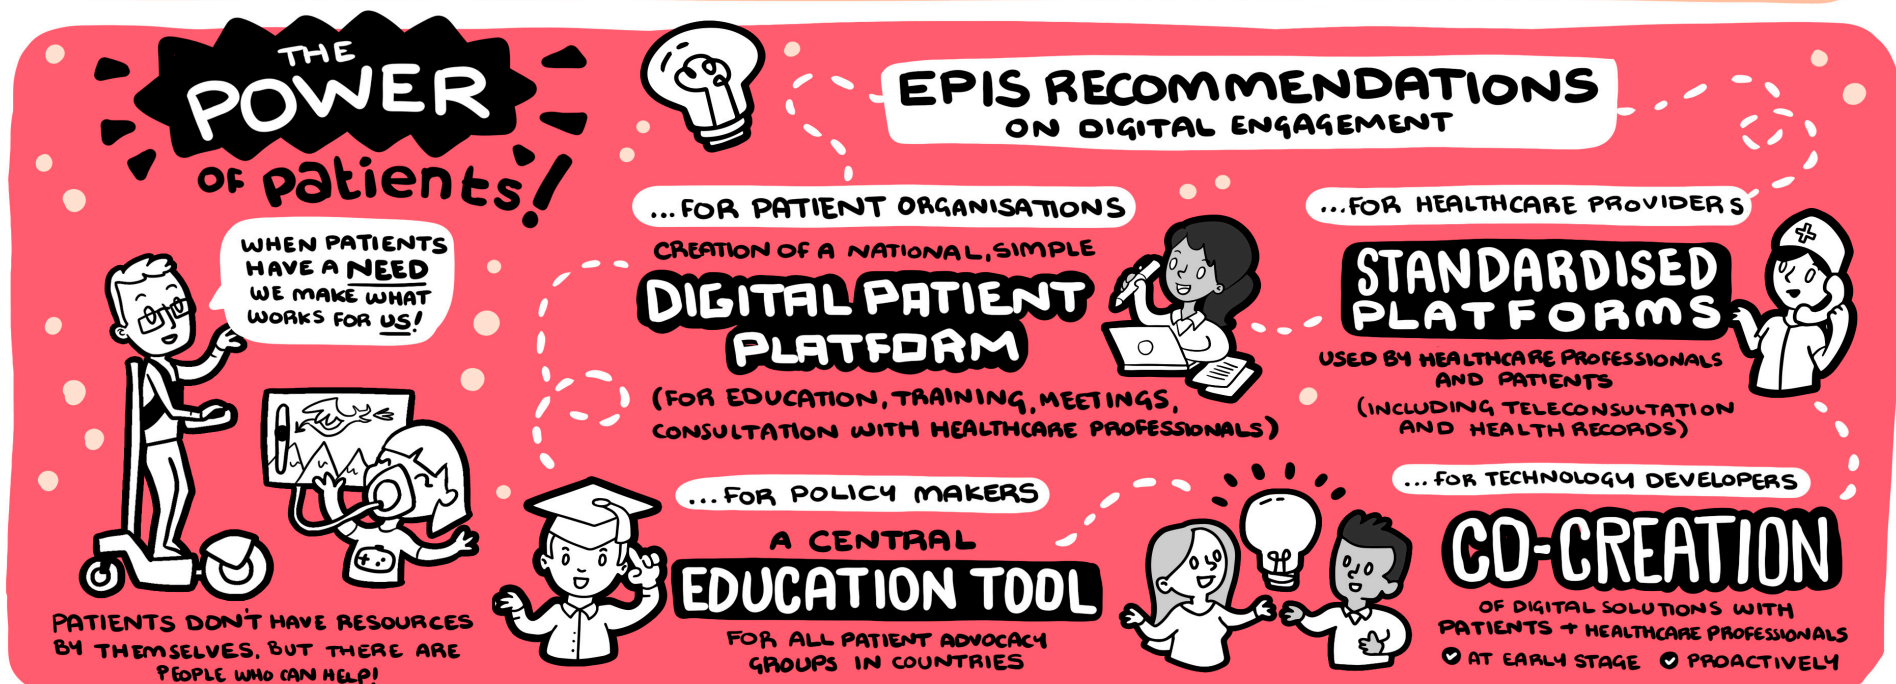 THE
POWER
OF patients!
WHEN PATIENTS
HAVE A NEED
WE MAKE WHAT
WORKS FOR US!
PATIENTS DON'T HAVE RESOURCES
BY THEMSELVES, BUT THERE ARE
PEOPLE WHO CAN HELP!
EPIS RECOMMENDATIONS
ON DIGITAL ENGAGEMENT
...FOR PATIENT ORGANISATIONS
CREATION OF A NATIONAL, SIMPLE
DIGITAL PATIENT
PLATFORM
(FOR EDUCATION, TRAINING, MEETINGS,
CONSULTATION WITH HEALTHCARE PROFESSIONALS)
...FOR HEALTHCARE PROVIDERS
STANDARDISED
PLATFORMS
USED BY HEALTHCARE PROFESSIONALS
AND PATIENTS
(INCLUDING TELECONSULTATION
AND HEALTH RECORDS)
...FOR POLICY MAKERS
A CENTRAL
EDUCATION TOOL
FOR ALL PATIENT ADVOCACY
GROUPS IN COUNTRIES
...FOR TECHNOLOGY DEVELOPERS
CO-CREATION
OF DIGITAL SOLUTIONS WITH
PATIENTS + HEALTHCARE PROFESSIONALS
AT EARLY STAGE PROACTIVELY